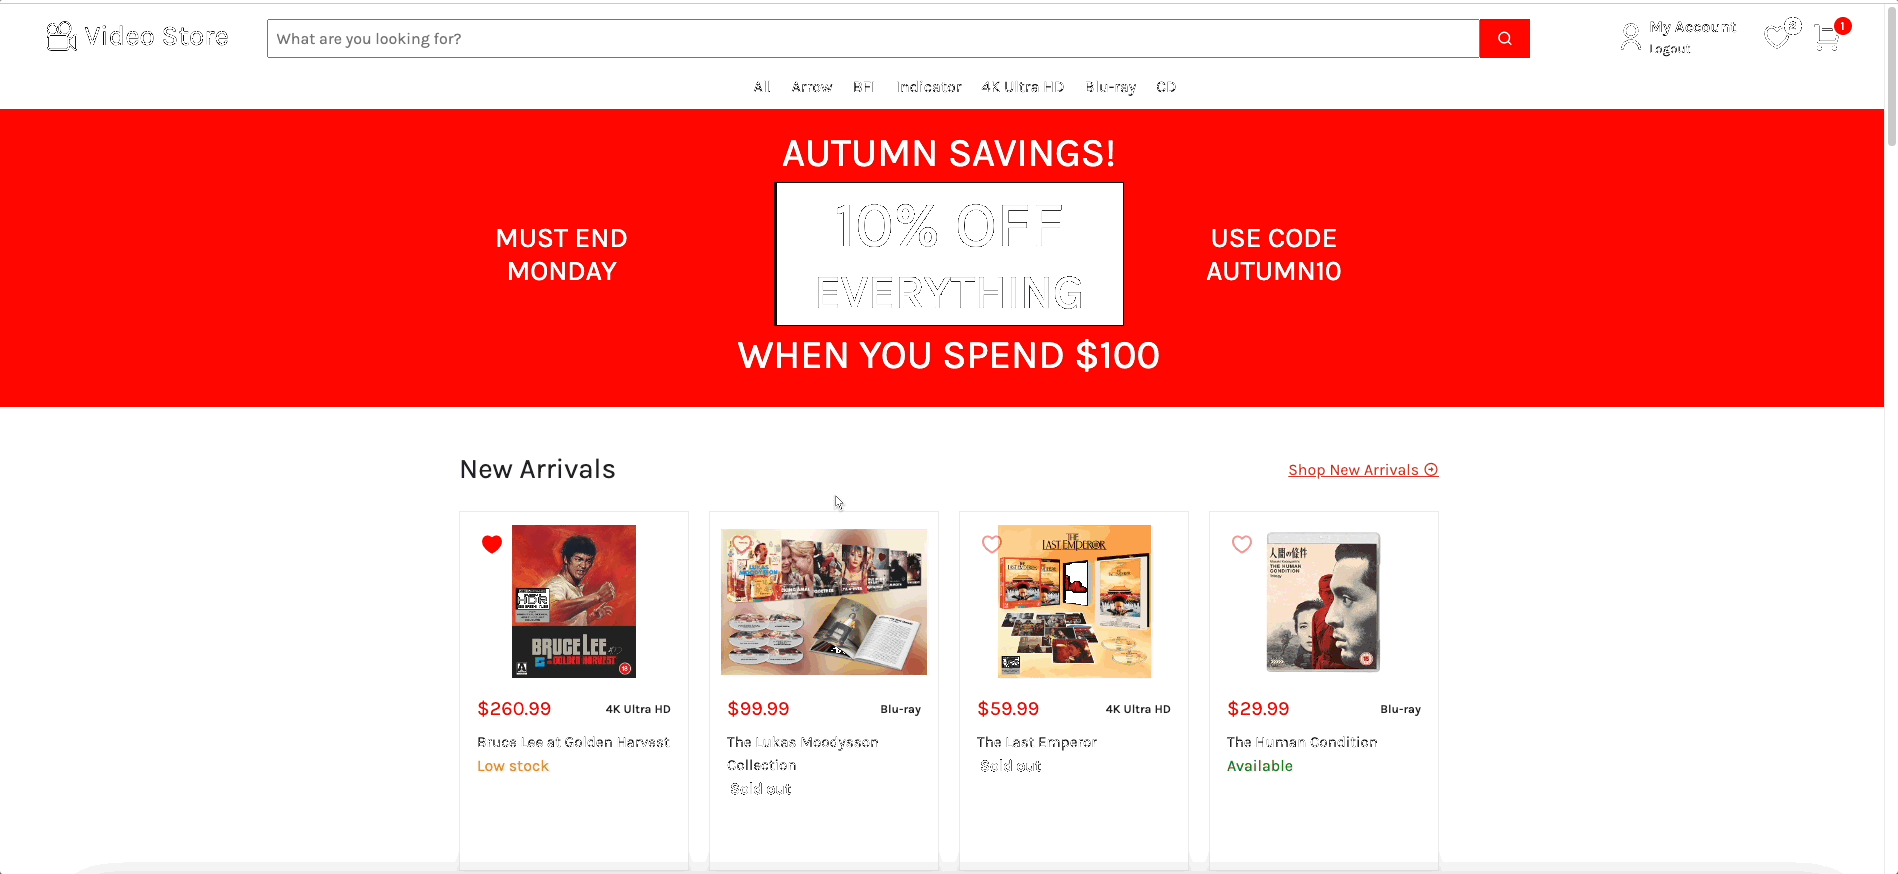 Video Store
What are you looking for?
My Account
Logout
2
1
All Arrow BFI Indicator 4K Ultra HD Blu-ray CD
AUTUMN SAVINGS!
MUST END
MONDAY
10% OFF
EVERYTHING
USE CODE
AUTUMN10
WHEN YOU SPEND $100
New Arrivals
Shop New Arrivals
BRUCE LEE
GOLDEN HARVEST
18
THE
LAST EMPEROR
人間の條件
THE HUMAN
CONDITION
15
$260.99 4K Ultra HD
Bruce Lee at Golden Harvest
Low stock
$99.99 Blu-ray
The Lukas Moodysson
Collection
Sold out
$59.99 4K Ultra HD
The Last Emperor
Sold out
$29.99 Blu-ray
The Human Condition
Available